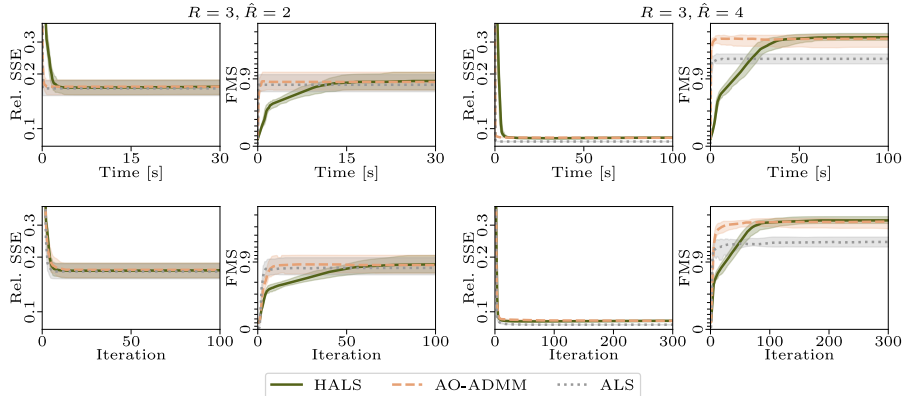 R = 3, R̂ = 2
R = 3, R̂ = 4
Rel. SSE
0.3
0.2
0.1
0
15
30
Time [s]
FMS
0.9
0
0
15
30
Time [s]
Rel. SSE
0.3
0.2
0.1
0
50
100
Time [s]
FMS
0.9
0
0
50
100
Time [s]
Rel. SSE
0.3
0.2
0.1
0
50
100
Iteration
FMS
0.9
0
0
50
100
Iteration
Rel. SSE
0.3
0.2
0.1
0
100
200
300
Iteration
FMS
0.9
0
0
100
200
300
Iteration
HALS
AO-ADMM
ALS